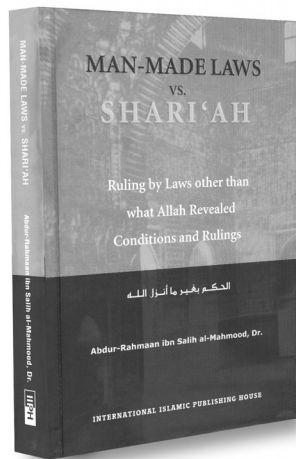 MAN-MADE LAWS
VS.
SHARI‘AH
Ruling by Laws other than
what Allah Revealed
Conditions and Rulings
الحكم بغير ما أنزل الله
Abdur-Rahmaan ibn Salih al-Mahmood, Dr.
INTERNATIONAL ISLAMIC PUBLISHING HOUSE
MAN-MADE LAWS VS. SHARI‘AH
Abdur-Rahmaan ibn Salih al-Mahmood, Dr.
IIPH